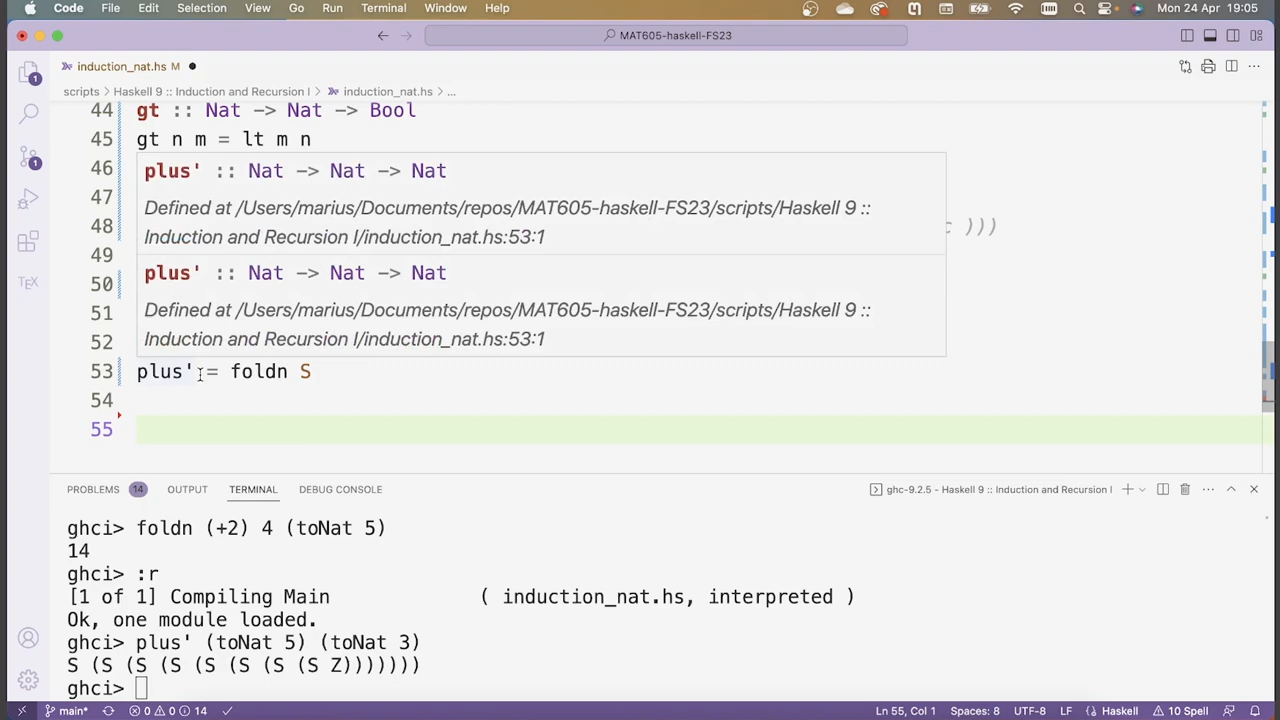 Code File Edit Selection View Go Run Terminal Window Help Mon 24 Apr 19:05
MAT605-haskell-FS23
induction_nat.hs M
scripts > Haskell 9 :: Induction and Recursion I > induction_nat.hs > ...
44 gt :: Nat -> Nat -> Bool
45 gt n m = lt m n
46
plus' :: Nat -> Nat -> Nat
47
Defined at /Users/marius/Documents/repos/MAT605-haskell-FS23/scripts/Haskell 9 ::
48 Induction and Recursion I/induction_nat.hs:53:1 c )))
49
50 plus' :: Nat -> Nat -> Nat
51 Defined at /Users/marius/Documents/repos/MAT605-haskell-FS23/scripts/Haskell 9 ::
52 Induction and Recursion I/induction_nat.hs:53:1
53 plus' = foldn S
54
55
PROBLEMS 14 OUTPUT TERMINAL DEBUG CONSOLE ghc-9.2.5 - Haskell 9 :: Induction and Recursion I
ghci> foldn (+2) 4 (toNat 5)
14
ghci> :r
[1 of 1] Compiling Main ( induction_nat.hs, interpreted )
Ok, one module loaded.
ghci> plus' (toNat 5) (toNat 3)
S (S (S (S (S (S (S (S Z)))))))
ghci>
main* 0 0 14 Ln 55, Col 1 Spaces: 8 UTF-8 LF Haskell 10 Spell